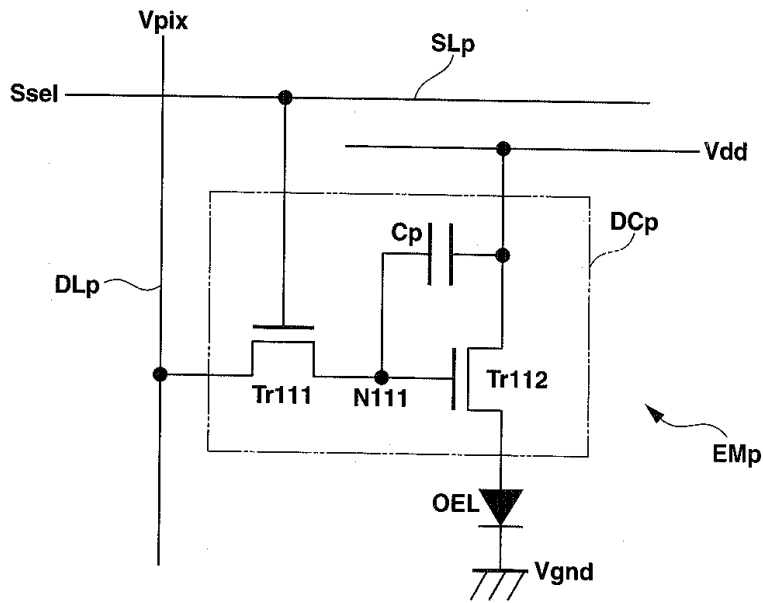 Vpix
SLp
Ssel
Vdd
Cp
DCp
DLp
Tr111
N111
Tr112
EMp
OEL
Vgnd